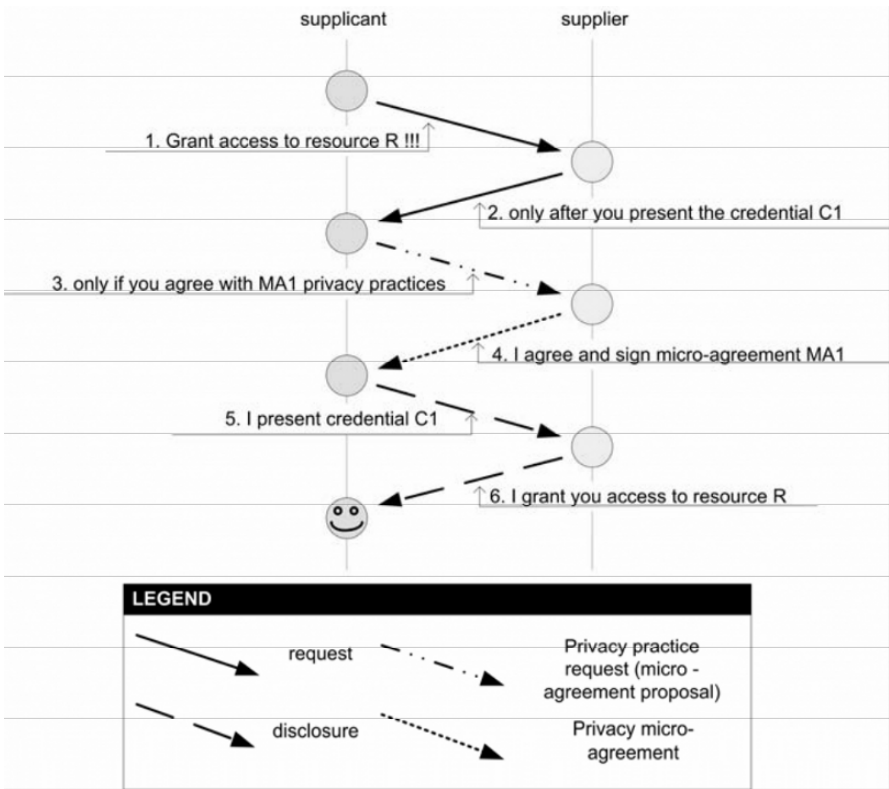 supplicant
supplier
1. Grant access to resource R !!!
2. only after you present the credential C1
3. only if you agree with MA1 privacy practices
4. I agree and sign micro-agreement MA1
5. I present credential C1
6. I grant you access to resource R
LEGEND
request
Privacy practice
request (micro -
agreement proposal)
disclosure
Privacy micro-
agreement